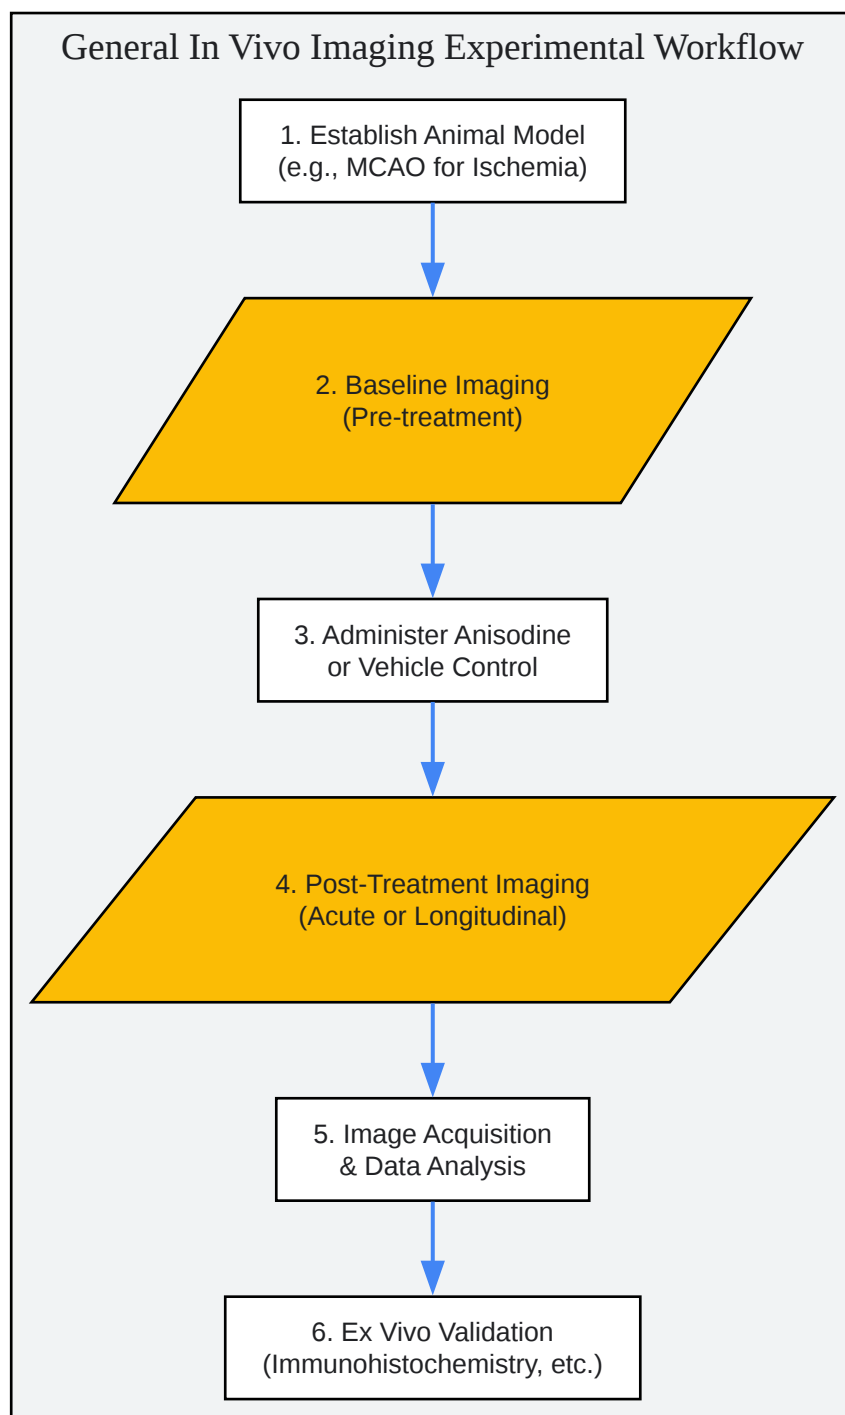 General In Vivo Imaging Experimental Workflow
1. Establish Animal Model
(e.g., MCAO for Ischemia)
2. Baseline Imaging
(Pre-treatment)
3. Administer Anisodine
or Vehicle Control
4. Post-Treatment Imaging
(Acute or Longitudinal)
5. Image Acquisition
& Data Analysis
6. Ex Vivo Validation
(Immunohistochemistry, etc.)